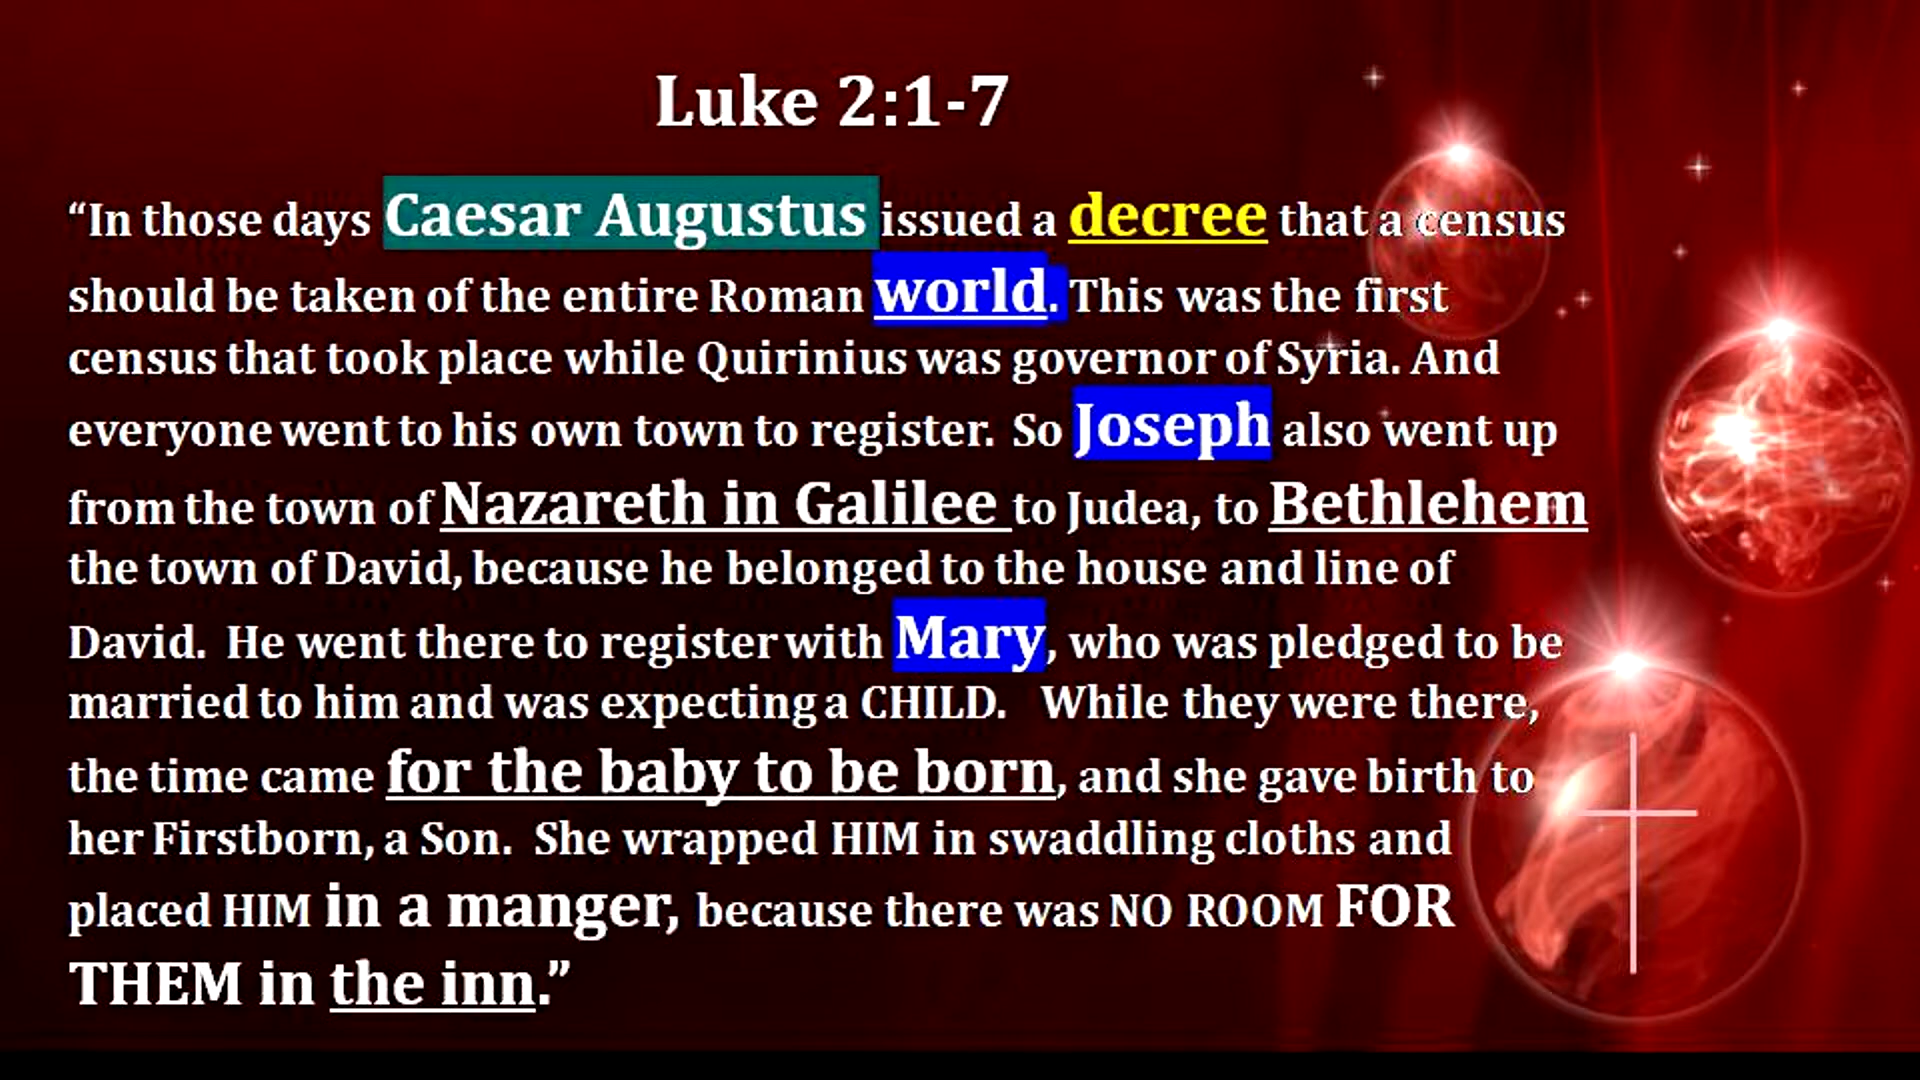 Luke 2:1-7
“In those days Caesar Augustus issued a decree that a census
should be taken of the entire Roman world. This was the first
census that took place while Quirinius was governor of Syria. And
everyone went to his own town to register. So Joseph also went up
from the town of Nazareth in Galilee to Judea, to Bethlehem
the town of David, because he belonged to the house and line of
David. He went there to register with Mary, who was pledged to be
married to him and was expecting a CHILD. While they were there,
the time came for the baby to be born, and she gave birth to
her Firstborn, a Son. She wrapped HIM in swaddling cloths and
placed HIM in a manger, because there was NO ROOM FOR
THEM in the inn.”